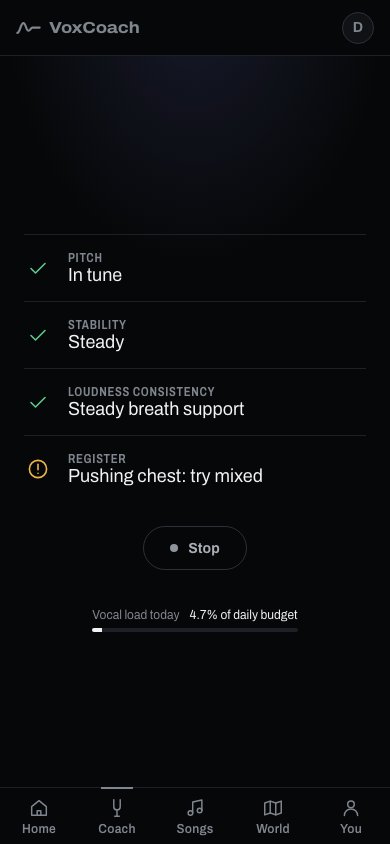 VoxCoach
D
PITCH
In tune
STABILITY
Steady
LOUDNESS CONSISTENCY
Steady breath support
REGISTER
Pushing chest: try mixed
Stop
Vocal load today 4.7% of daily budget
Home Coach Songs World You